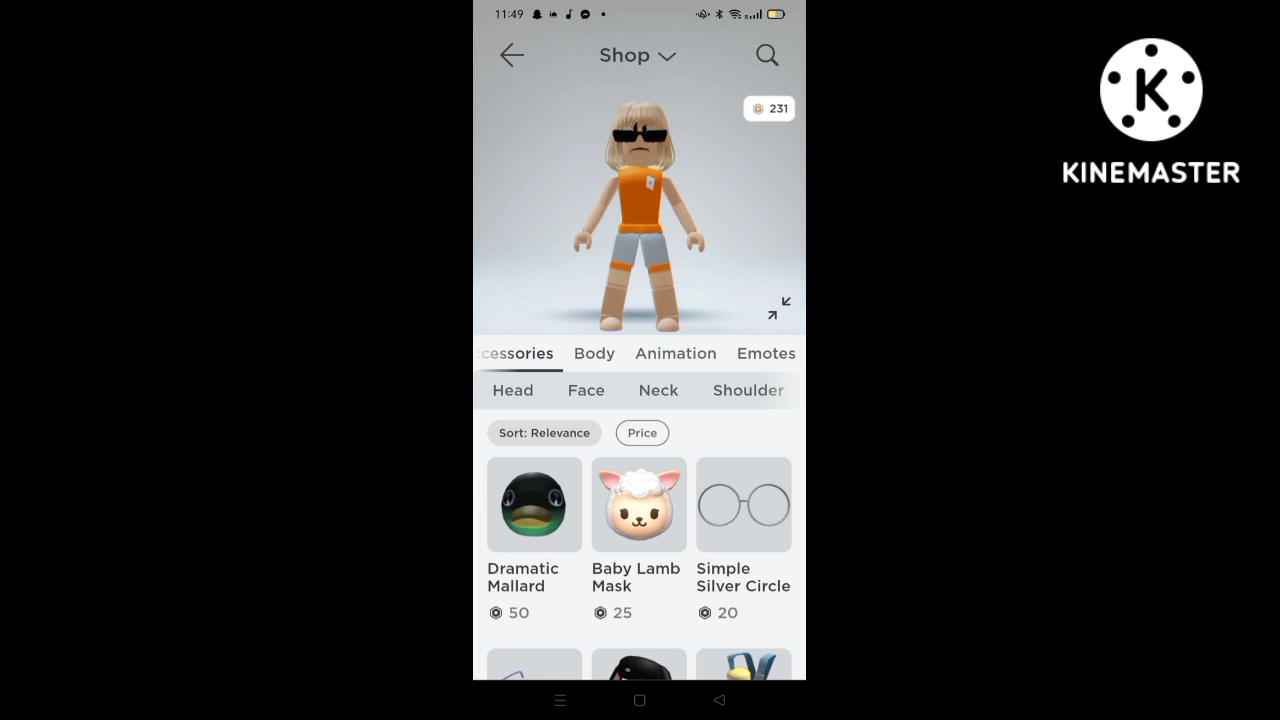 11:49
Shop
231
K
KINEMASTER
ccessories Body Animation Emotes
Head Face Neck Shoulder
Sort: Relevance Price
Dramatic Mallard
50
Baby Lamb Mask
25
Simple Silver Circle
20